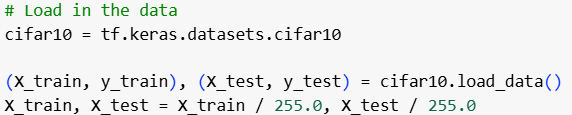 # Load in the data
cifar10 = tf.keras.datasets.cifar10
(X_train, y_train), (X_test, y_test) = cifar10.load_data()
X_train, X_test = X_train / 255.0, X_test / 255.0